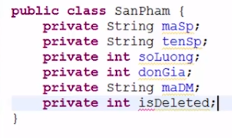 public class SanPham {
    private String maSp;
    private String tenSp;
    private int soLuong;
    private int donGia;
    private String maDM;
    private int isDeleted;
}